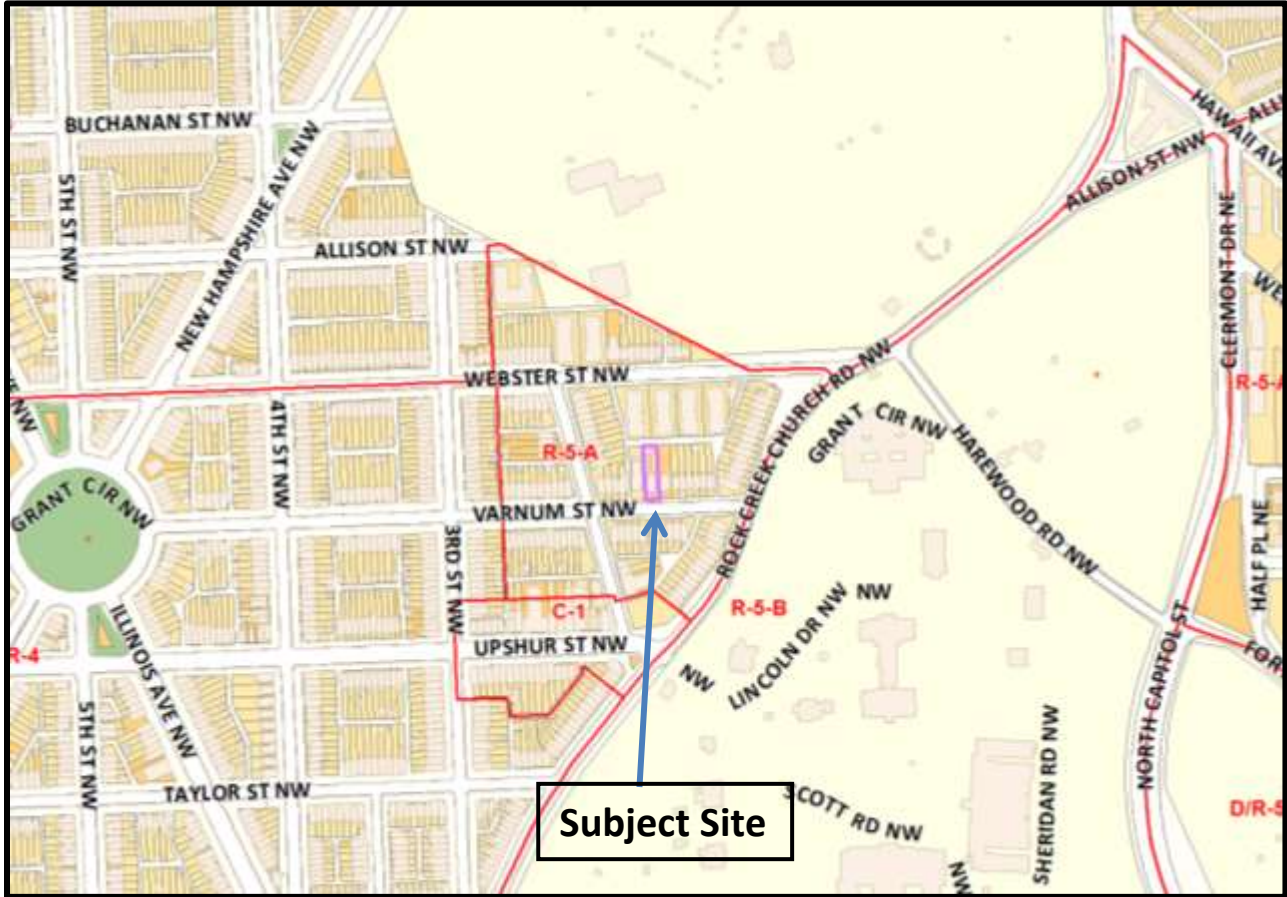 BUCHANAN ST NW
HAWAII AVE
ALLISON ST NW
5TH ST NW
NEW HAMPSHIRE AVE NW
ALLISON ST NW
CLERMONT DR NE
WEBSTER ST NW
ROCK CREEK CHURCH RD NW
R-5-A
4TH ST NW
GRANT CIR NW
HAREWOOD RD NW
R-5-A
GRANT CIR NW
VARNUM ST NW
3RD ST NW
HALF PL NE
C-1
R-5-B
LINCOLN DR NW
NW
NW
UPSHUR ST NW
R-4
ILLINOIS AVE NW
NORTH CAPITOL ST
5TH ST NW
SHERIDAN RD NW
TAYLOR ST NW
SCOTT RD NW
D/R-5
Subject Site
NW